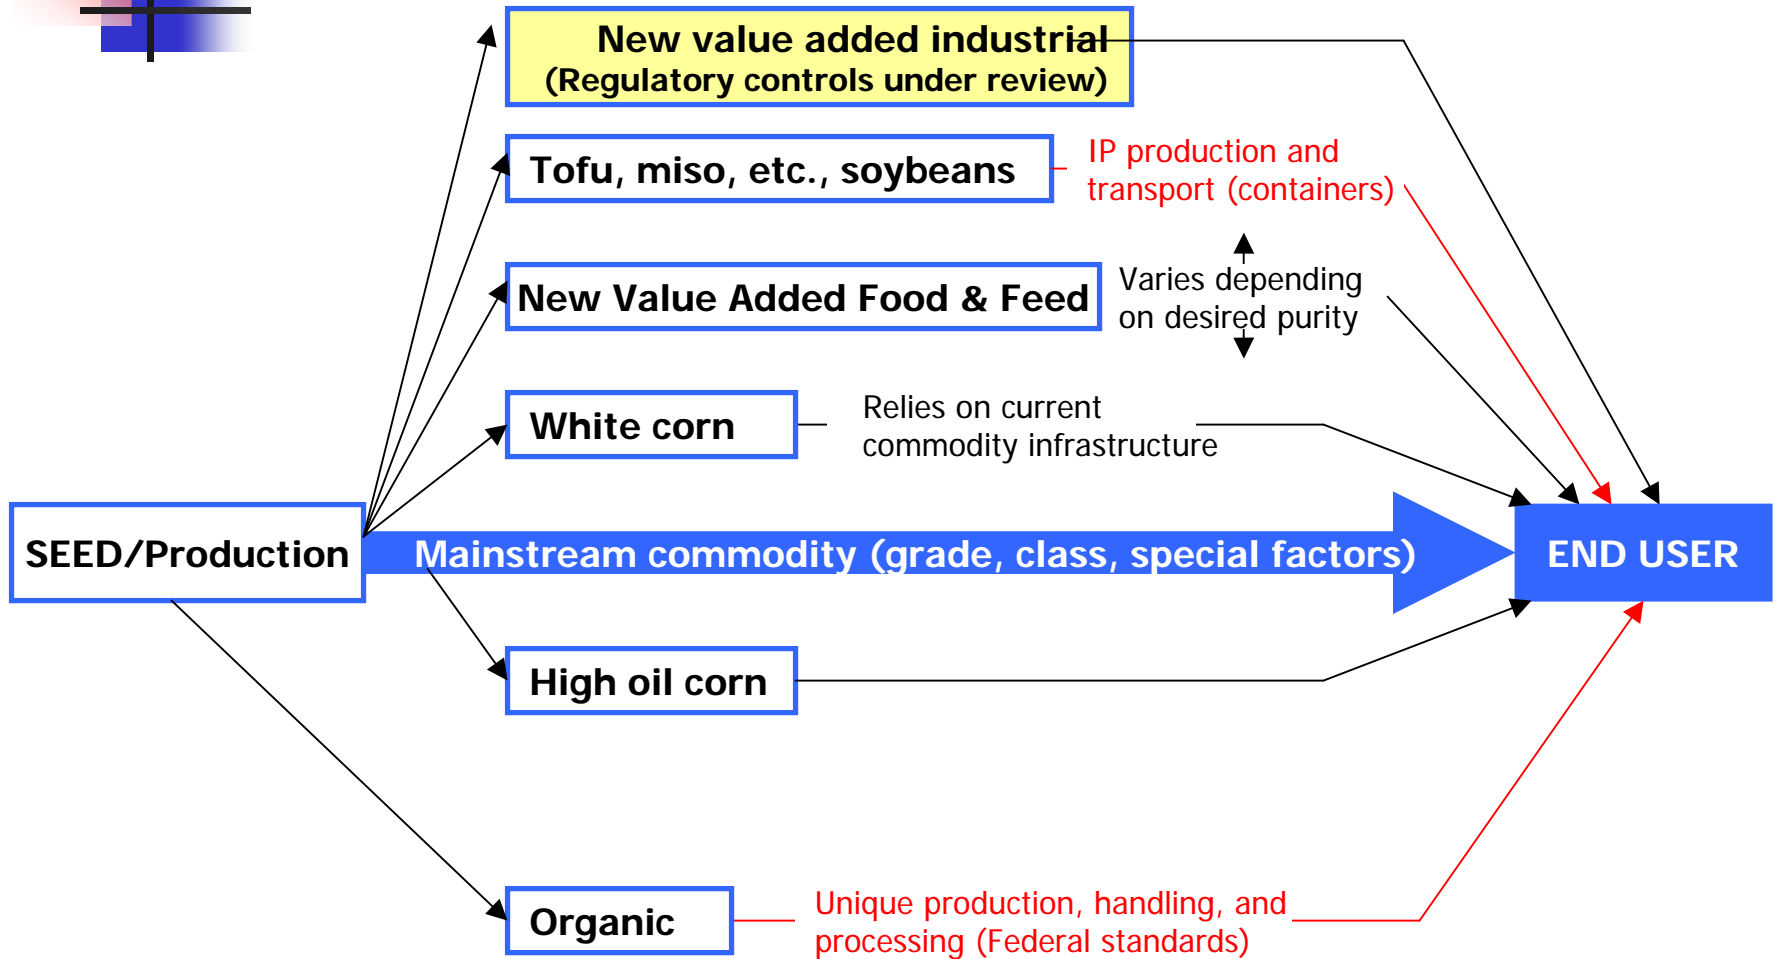 New value added industrial
(Regulatory controls under review)
Tofu, miso, etc., soybeans
IP production and
transport (containers)
New Value Added Food & Feed
Varies depending
on desired purity
White corn
Relies on current
commodity infrastructure
SEED/Production
Mainstream commodity (grade, class, special factors)
END USER
High oil corn
Organic
Unique production, handling, and
processing (Federal standards)